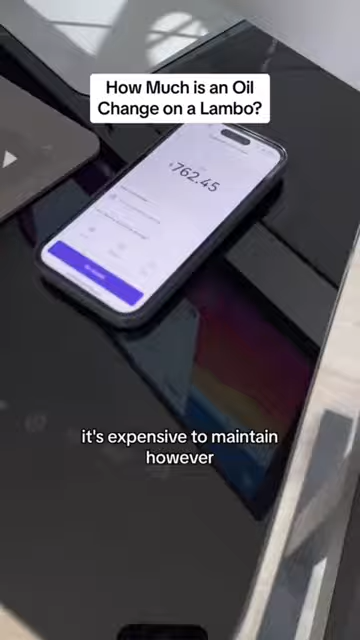 How Much is an Oil
Change on a Lambo?
762.45
it's expensive to maintain
however